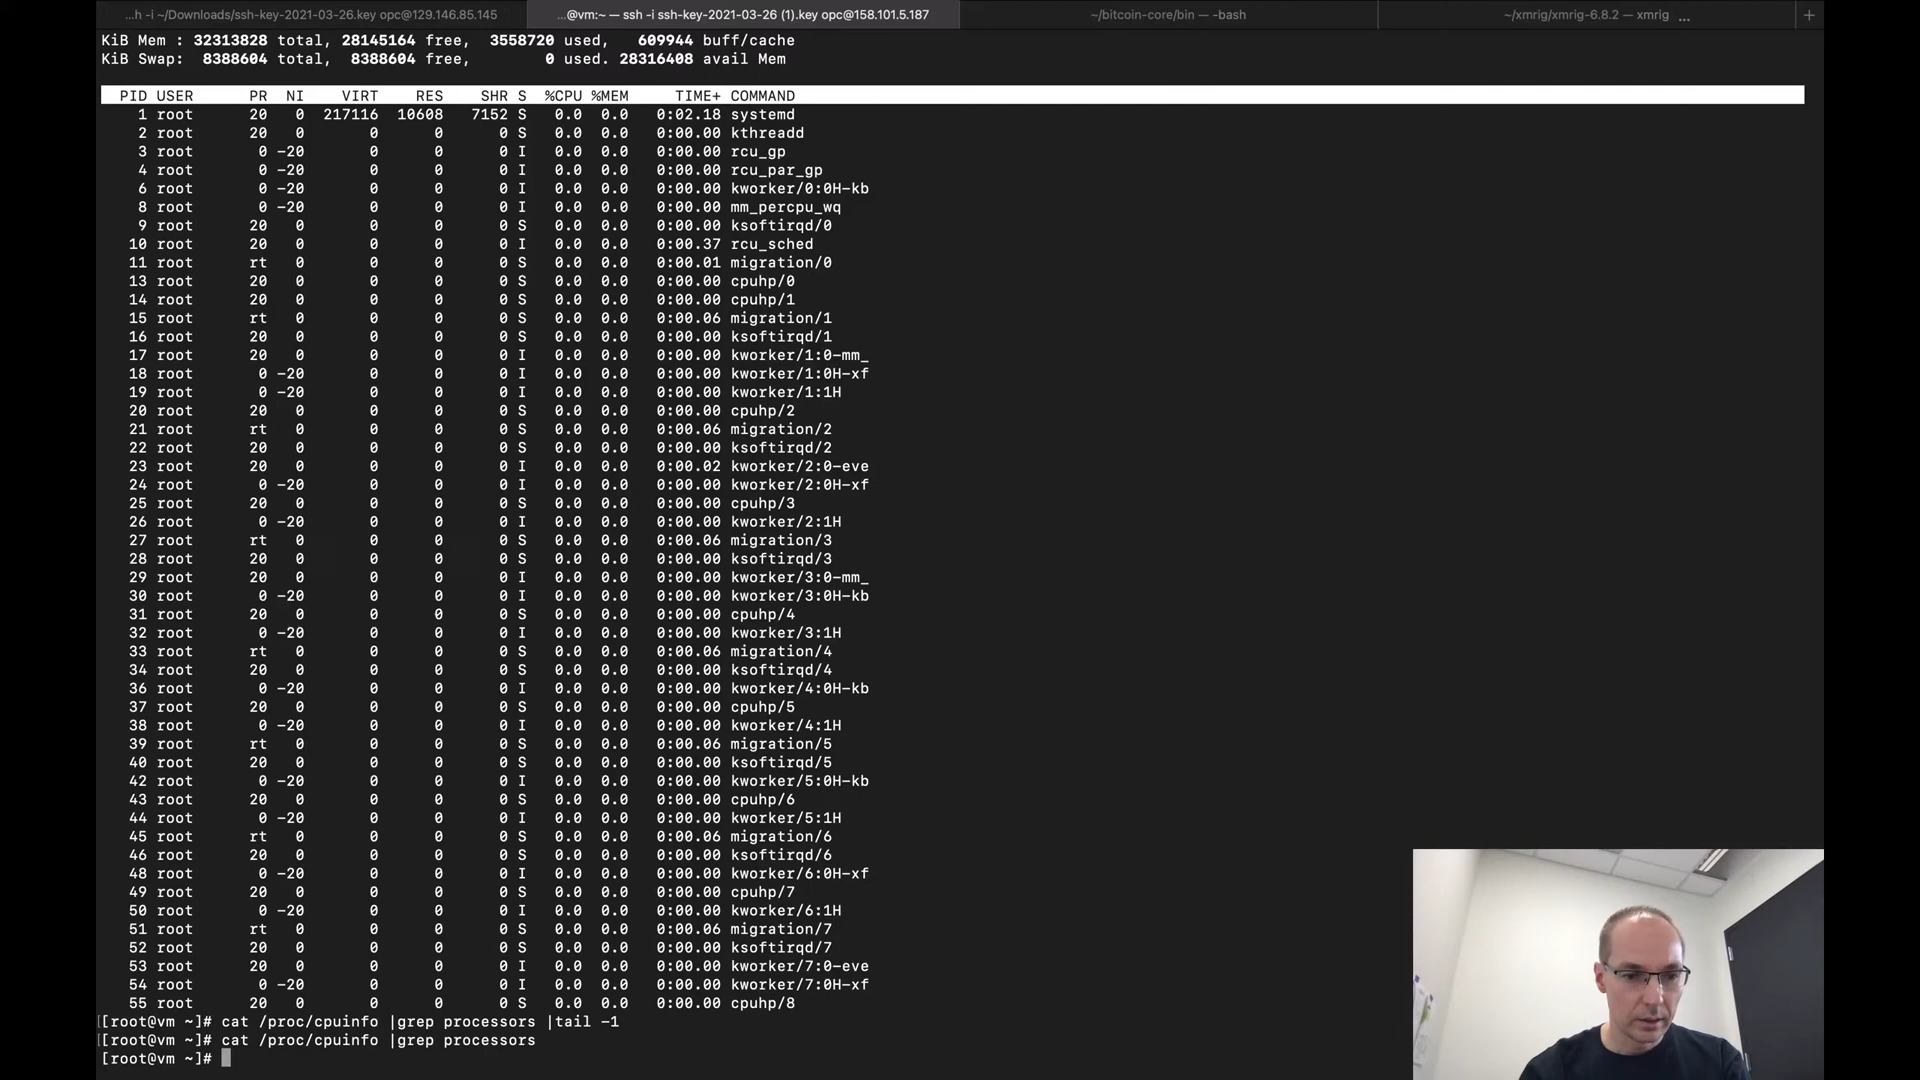 ...h -i ~/Downloads/ssh-key-2021-03-26.key opc@129.146.85.145 ...@vm:~ — ssh -i ssh-key-2021-03-26 (1).key opc@158.101.5.187 ~/bitcoin-core/bin — -bash ~/xmrig/xmrig-6.8.2 — xmrig ... +
KiB Mem : 32313828 total, 28145164 free, 3558720 used, 609944 buff/cache
KiB Swap: 8388604 total, 8388604 free, 0 used. 28316408 avail Mem
PID USER PR NI VIRT RES SHR S %CPU %MEM TIME+ COMMAND
1 root 20 0 217116 10608 7152 S 0.0 0.0 0:02.18 systemd
2 root 20 0 0 0 0 S 0.0 0.0 0:00.00 kthreadd
3 root 0 -20 0 0 0 I 0.0 0.0 0:00.00 rcu_gp
4 root 0 -20 0 0 0 I 0.0 0.0 0:00.00 rcu_par_gp
6 root 0 -20 0 0 0 I 0.0 0.0 0:00.00 kworker/0:0H-kb
8 root 0 -20 0 0 0 I 0.0 0.0 0:00.00 mm_percpu_wq
9 root 20 0 0 0 0 S 0.0 0.0 0:00.00 ksoftirqd/0
10 root 20 0 0 0 0 I 0.0 0.0 0:00.37 rcu_sched
11 root rt 0 0 0 0 S 0.0 0.0 0:00.01 migration/0
13 root 20 0 0 0 0 S 0.0 0.0 0:00.00 cpuhp/0
14 root 20 0 0 0 0 S 0.0 0.0 0:00.00 cpuhp/1
15 root rt 0 0 0 0 S 0.0 0.0 0:00.06 migration/1
16 root 20 0 0 0 0 S 0.0 0.0 0:00.00 ksoftirqd/1
17 root 20 0 0 0 0 I 0.0 0.0 0:00.00 kworker/1:0-mm_
18 root 0 -20 0 0 0 I 0.0 0.0 0:00.00 kworker/1:0H-xf
19 root 0 -20 0 0 0 I 0.0 0.0 0:00.00 kworker/1:1H
20 root 20 0 0 0 0 S 0.0 0.0 0:00.00 cpuhp/2
21 root rt 0 0 0 0 S 0.0 0.0 0:00.06 migration/2
22 root 20 0 0 0 0 S 0.0 0.0 0:00.00 ksoftirqd/2
23 root 20 0 0 0 0 I 0.0 0.0 0:00.02 kworker/2:0-eve
24 root 0 -20 0 0 0 I 0.0 0.0 0:00.00 kworker/2:0H-xf
25 root 20 0 0 0 0 S 0.0 0.0 0:00.00 cpuhp/3
26 root 0 -20 0 0 0 I 0.0 0.0 0:00.00 kworker/2:1H
27 root rt 0 0 0 0 S 0.0 0.0 0:00.06 migration/3
28 root 20 0 0 0 0 S 0.0 0.0 0:00.00 ksoftirqd/3
29 root 20 0 0 0 0 I 0.0 0.0 0:00.00 kworker/3:0-mm_
30 root 0 -20 0 0 0 I 0.0 0.0 0:00.00 kworker/3:0H-kb
31 root 20 0 0 0 0 S 0.0 0.0 0:00.00 cpuhp/4
32 root 0 -20 0 0 0 I 0.0 0.0 0:00.00 kworker/3:1H
33 root rt 0 0 0 0 S 0.0 0.0 0:00.06 migration/4
34 root 20 0 0 0 0 S 0.0 0.0 0:00.00 ksoftirqd/4
36 root 0 -20 0 0 0 I 0.0 0.0 0:00.00 kworker/4:0H-kb
37 root 20 0 0 0 0 S 0.0 0.0 0:00.00 cpuhp/5
38 root 0 -20 0 0 0 I 0.0 0.0 0:00.00 kworker/4:1H
39 root rt 0 0 0 0 S 0.0 0.0 0:00.06 migration/5
40 root 20 0 0 0 0 S 0.0 0.0 0:00.00 ksoftirqd/5
42 root 0 -20 0 0 0 I 0.0 0.0 0:00.00 kworker/5:0H-kb
43 root 20 0 0 0 0 S 0.0 0.0 0:00.00 cpuhp/6
44 root 0 -20 0 0 0 I 0.0 0.0 0:00.00 kworker/5:1H
45 root rt 0 0 0 0 S 0.0 0.0 0:00.06 migration/6
46 root 20 0 0 0 0 S 0.0 0.0 0:00.00 ksoftirqd/6
48 root 0 -20 0 0 0 I 0.0 0.0 0:00.00 kworker/6:0H-xf
49 root 20 0 0 0 0 S 0.0 0.0 0:00.00 cpuhp/7
50 root 0 -20 0 0 0 I 0.0 0.0 0:00.00 kworker/6:1H
51 root rt 0 0 0 0 S 0.0 0.0 0:00.06 migration/7
52 root 20 0 0 0 0 S 0.0 0.0 0:00.00 ksoftirqd/7
53 root 20 0 0 0 0 I 0.0 0.0 0:00.00 kworker/7:0-eve
54 root 0 -20 0 0 0 I 0.0 0.0 0:00.00 kworker/7:0H-xf
55 root 20 0 0 0 0 S 0.0 0.0 0:00.00 cpuhp/8
[[root@vm ~]# cat /proc/cpuinfo |grep processors |tail -1
[[root@vm ~]# cat /proc/cpuinfo |grep processors
[root@vm ~]#